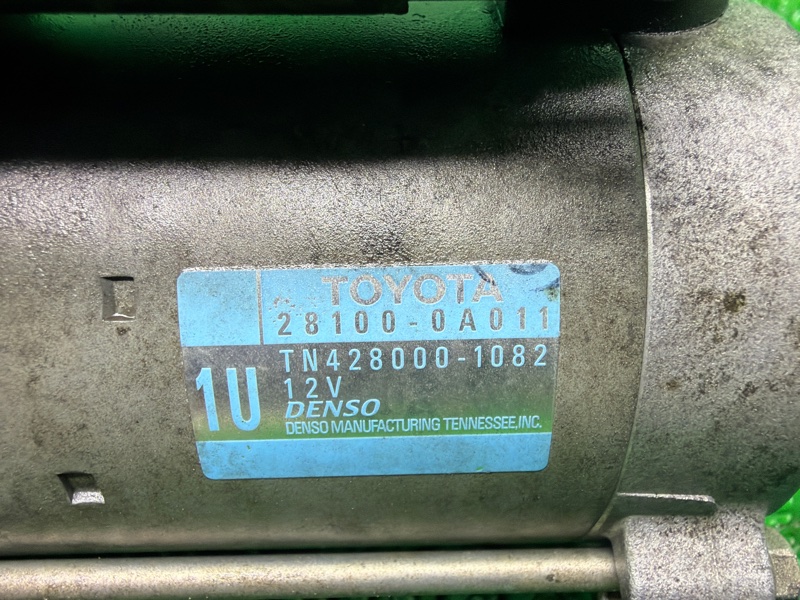 TOYOTA
28100-0A011
TN428000-1082
1U
12V
DENSO
DENSO MANUFACTURING TENNESSEE,INC.